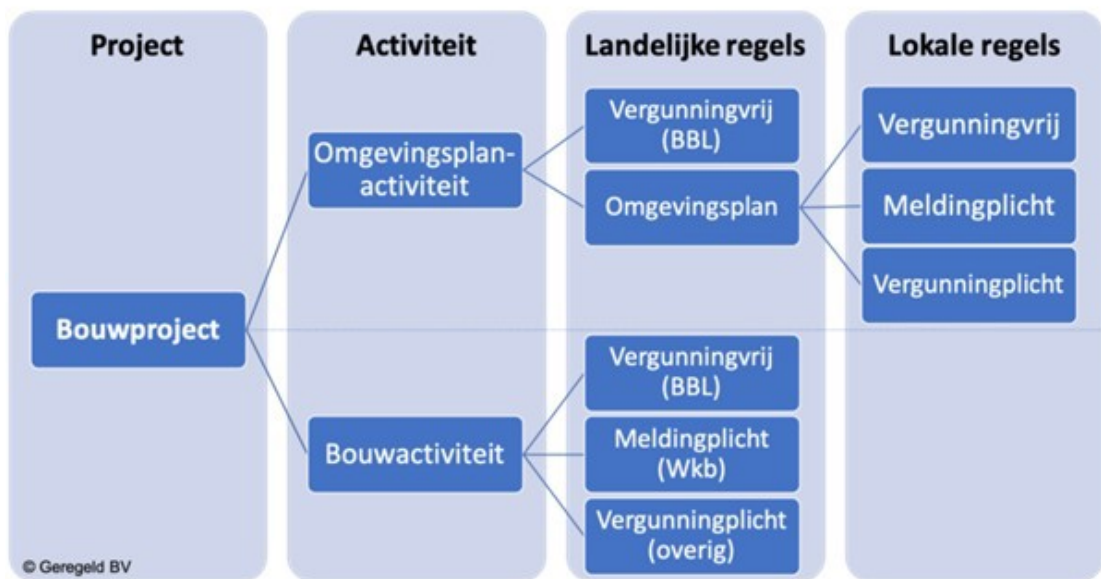 Project
Activiteit
Landelijke regels
Lokale regels
Bouwproject
Omgevingsplan-
activiteit
Vergunningvrij
(BBL)
Omgevingsplan
Vergunningvrij
Meldingplicht
Vergunningplicht
Bouwactiviteit
Vergunningvrij
(BBL)
Meldingplicht
(Wkb)
Vergunningplicht
(overig)
© Geregeld BV